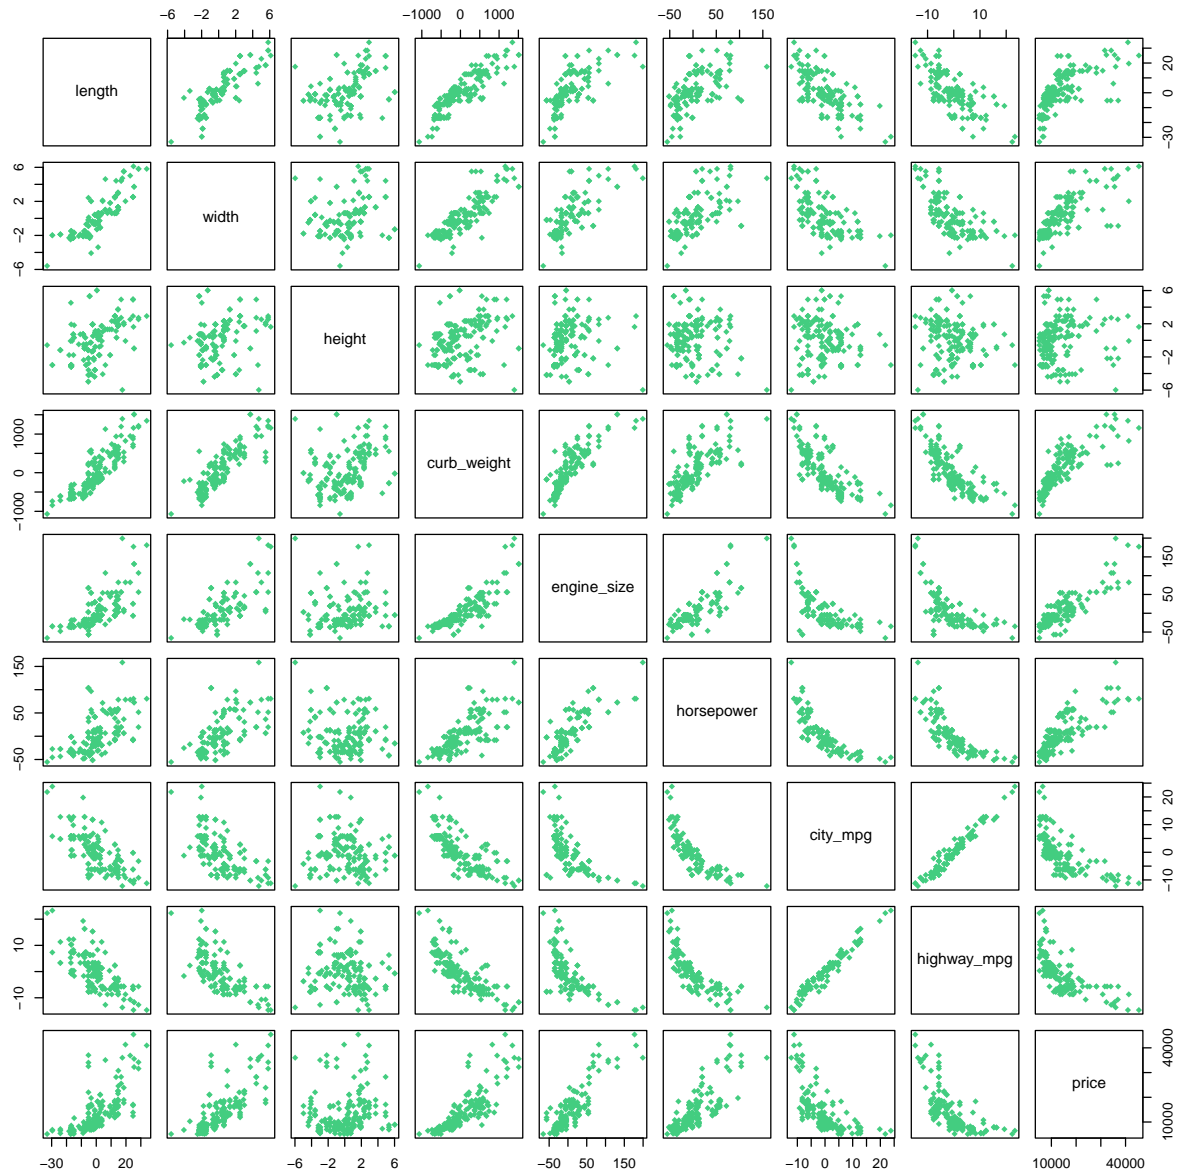 −6 −2 2 6 −1000 0 1000 −50 50 150 −10 10
length
−30 0 20
−6 −2 2 6
width
height
−6 −2 2 6
−1000 0 1000
curb_weight
engine_size
−50 50 150
−50 50 150
horsepower
city_mpg
−10 0 10 20
−10 10
highway_mpg
price
10000 40000
−30 0 20 −6 −2 2 6 −50 50 150 −10 0 10 20 10000 40000